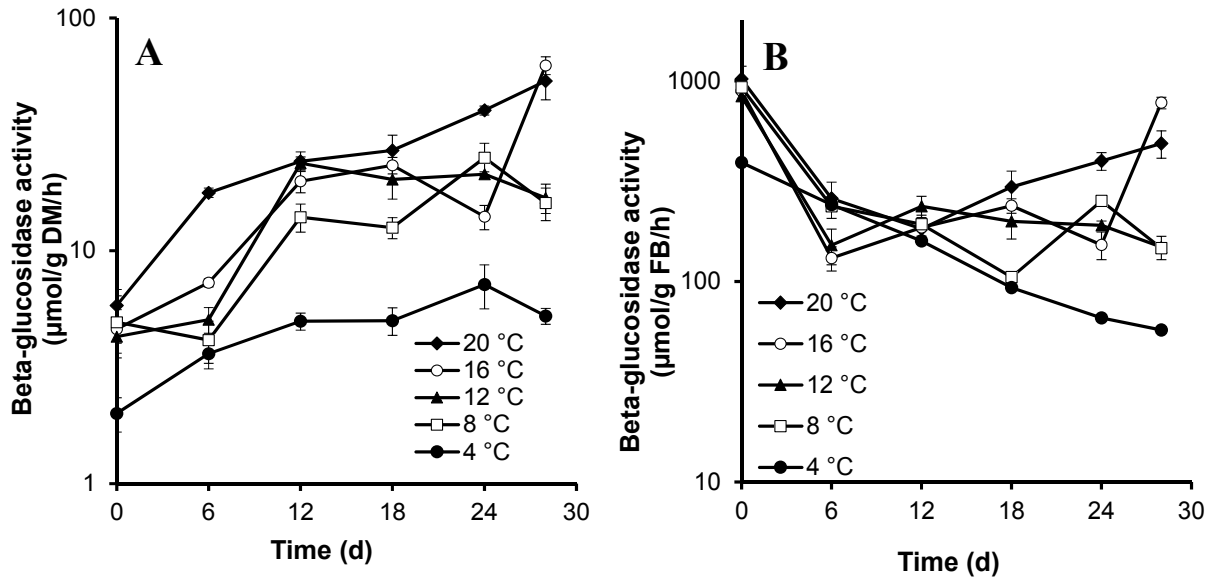 A
Beta-glucosidase activity
(µmol/g DM/h)
100
10
1
0 6 12 18 24 30
Time (d)
20 °C
16 °C
12 °C
8 °C
4 °C
B
Beta-glucosidase activity
(µmol/g FB/h)
1000
100
10
0 6 12 18 24 30
Time (d)
20 °C
16 °C
12 °C
8 °C
4 °C